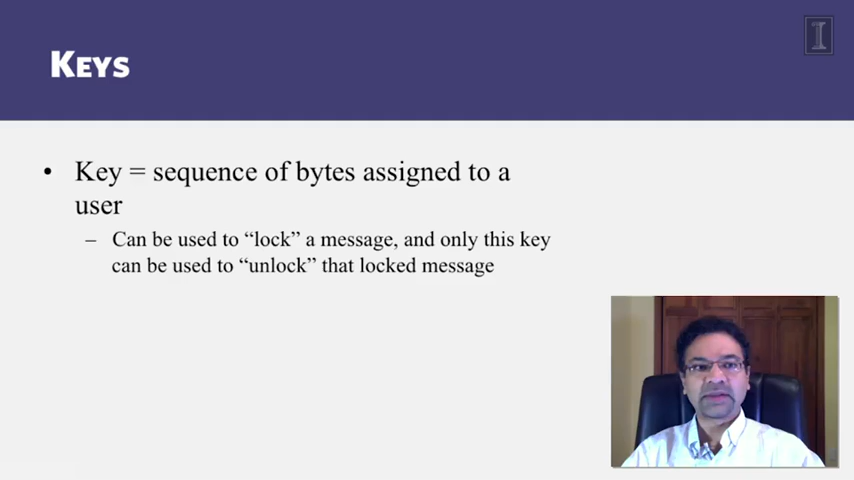 KEYS
I
• Key = sequence of bytes assigned to a
user
– Can be used to “lock” a message, and only this key
can be used to “unlock” that locked message